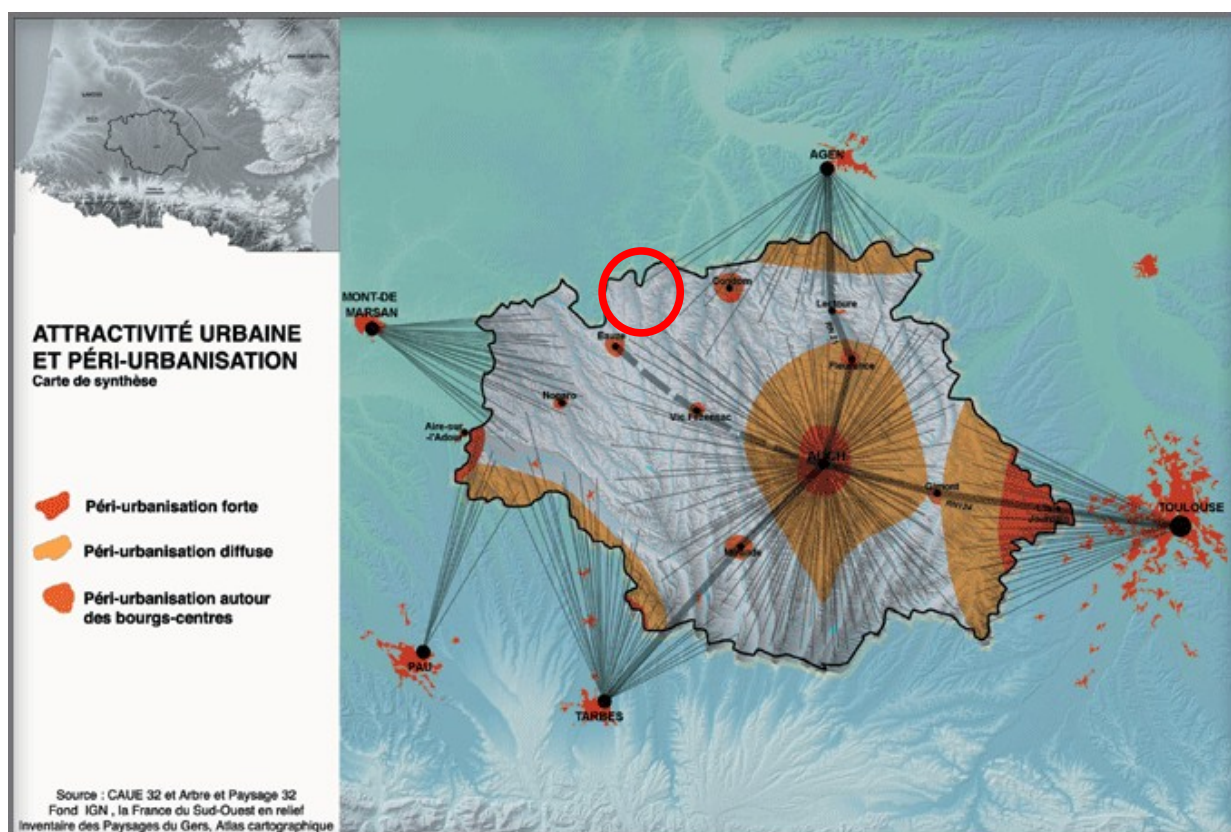 AGEN
MONT-DE
MARSAN
Condom
Lectoure
RN 21
Eauze
Fleurance
Nogaro
Vic Fezensac
Aire-sur
-l'Adour
AUCH
Gimont
RN124
TOULOUSE
Mirande
PAU
TARBES
ATTRACTIVITÉ URBAINE
ET PÉRI-URBANISATION
Carte de synthèse
Péri-urbanisation forte
Péri-urbanisation diffuse
Péri-urbanisation autour
des bourgs-centres
Source : CAUE 32 et Arbre et Paysage 32
Fond IGN , la France du Sud-Ouest en relief
Inventaire des Paysages du Gers, Atlas cartographique